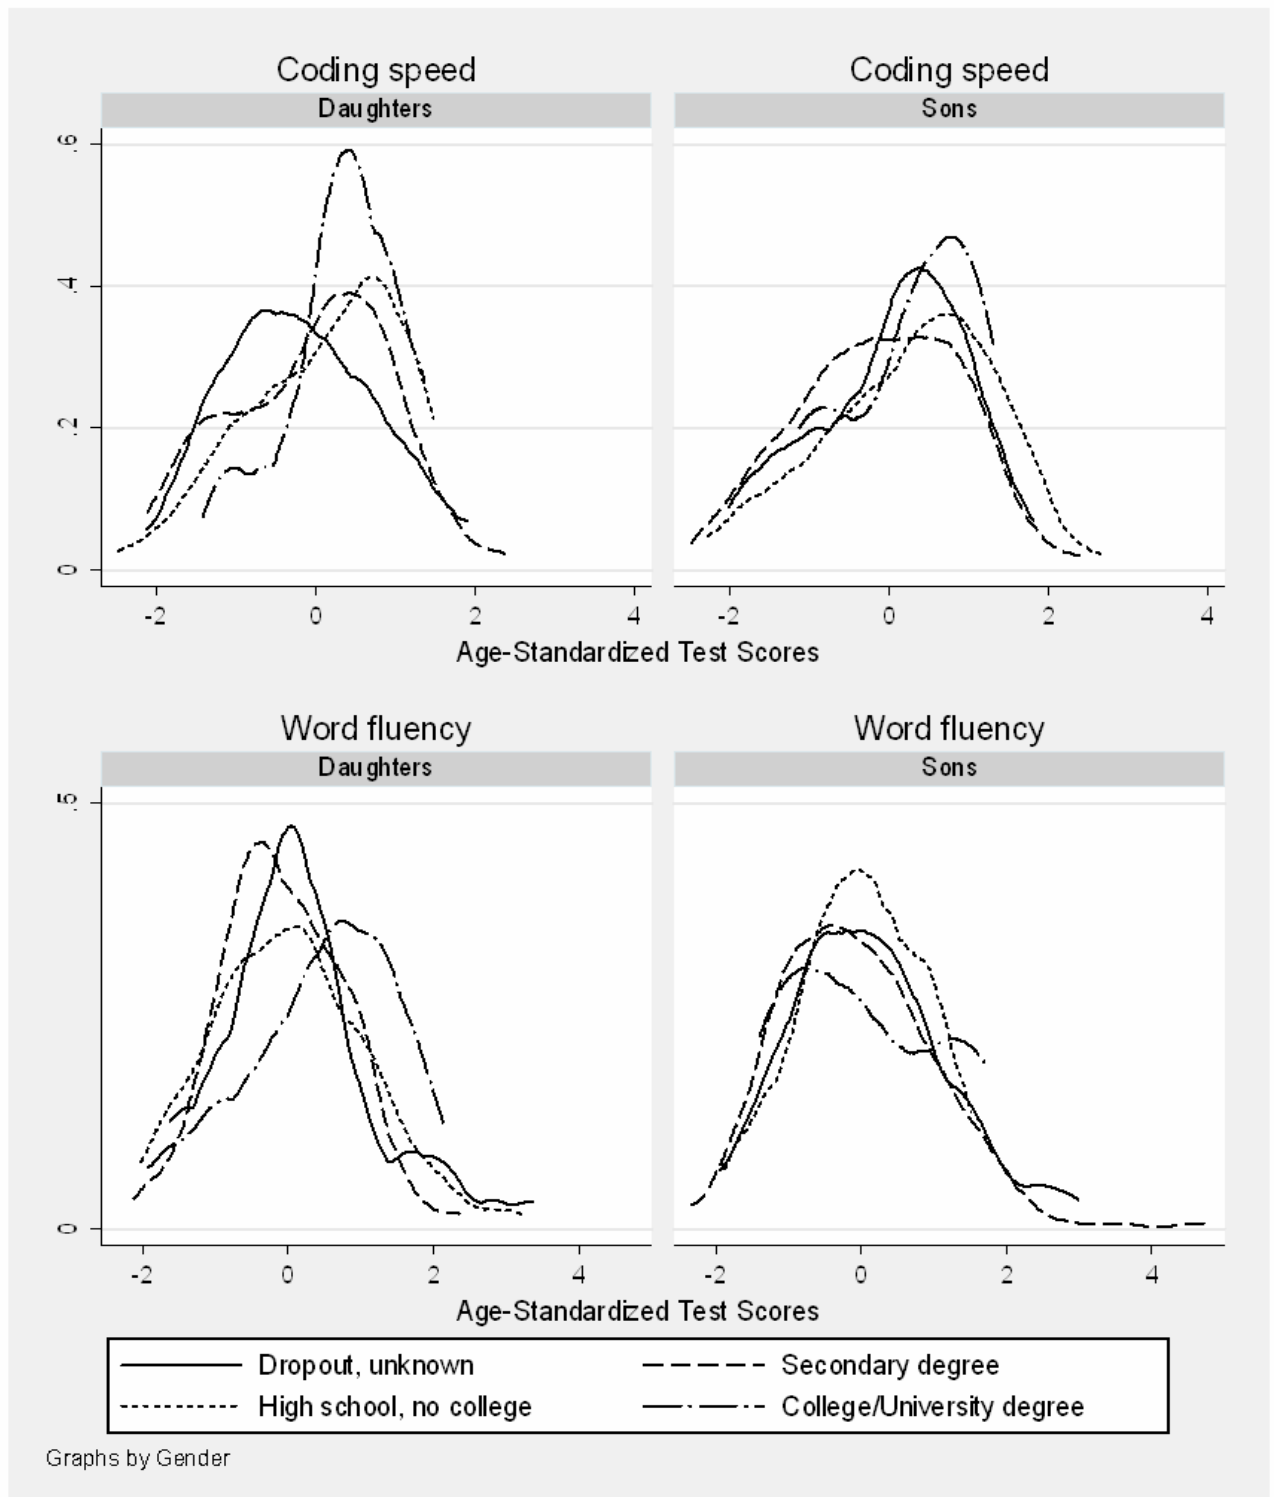 Coding speed
Coding speed
Daughters
Sons
.6
.4
.2
0
-2 0 2 4
-2 0 2 4
Age-Standardized Test Scores
Word fluency
Word fluency
Daughters
Sons
.5
0
-2 0 2 4
-2 0 2 4
Age-Standardized Test Scores
Dropout, unknown
Secondary degree
High school, no college
College/University degree
Graphs by Gender